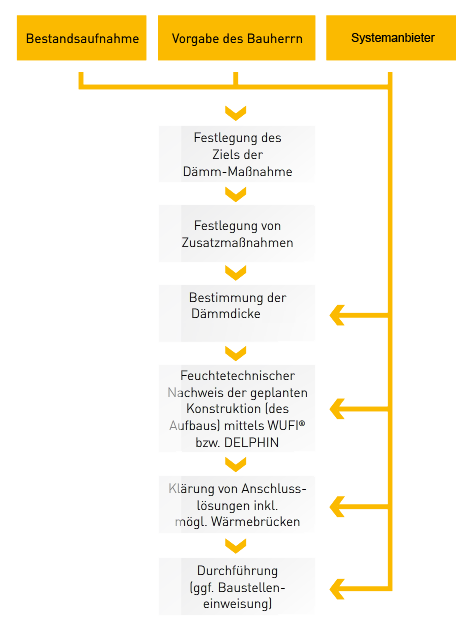 Bestandsaufnahme
Vorgabe des Bauherrn
Systemanbieter
Festlegung des
Ziels der
Dämm-Maßnahme
Festlegung von
Zusatzmaßnahmen
Bestimmung der
Dämmdicke
Feuchtetechnischer
Nachweis der geplanten
Konstruktion (des
Aufbaus) mittels WUFI®
bzw. DELPHIN
Klärung von Anschluss-
lösungen inkl.
mögl. Wärmebrücken
Durchführung
(ggf. Baustellen-
einweisung)